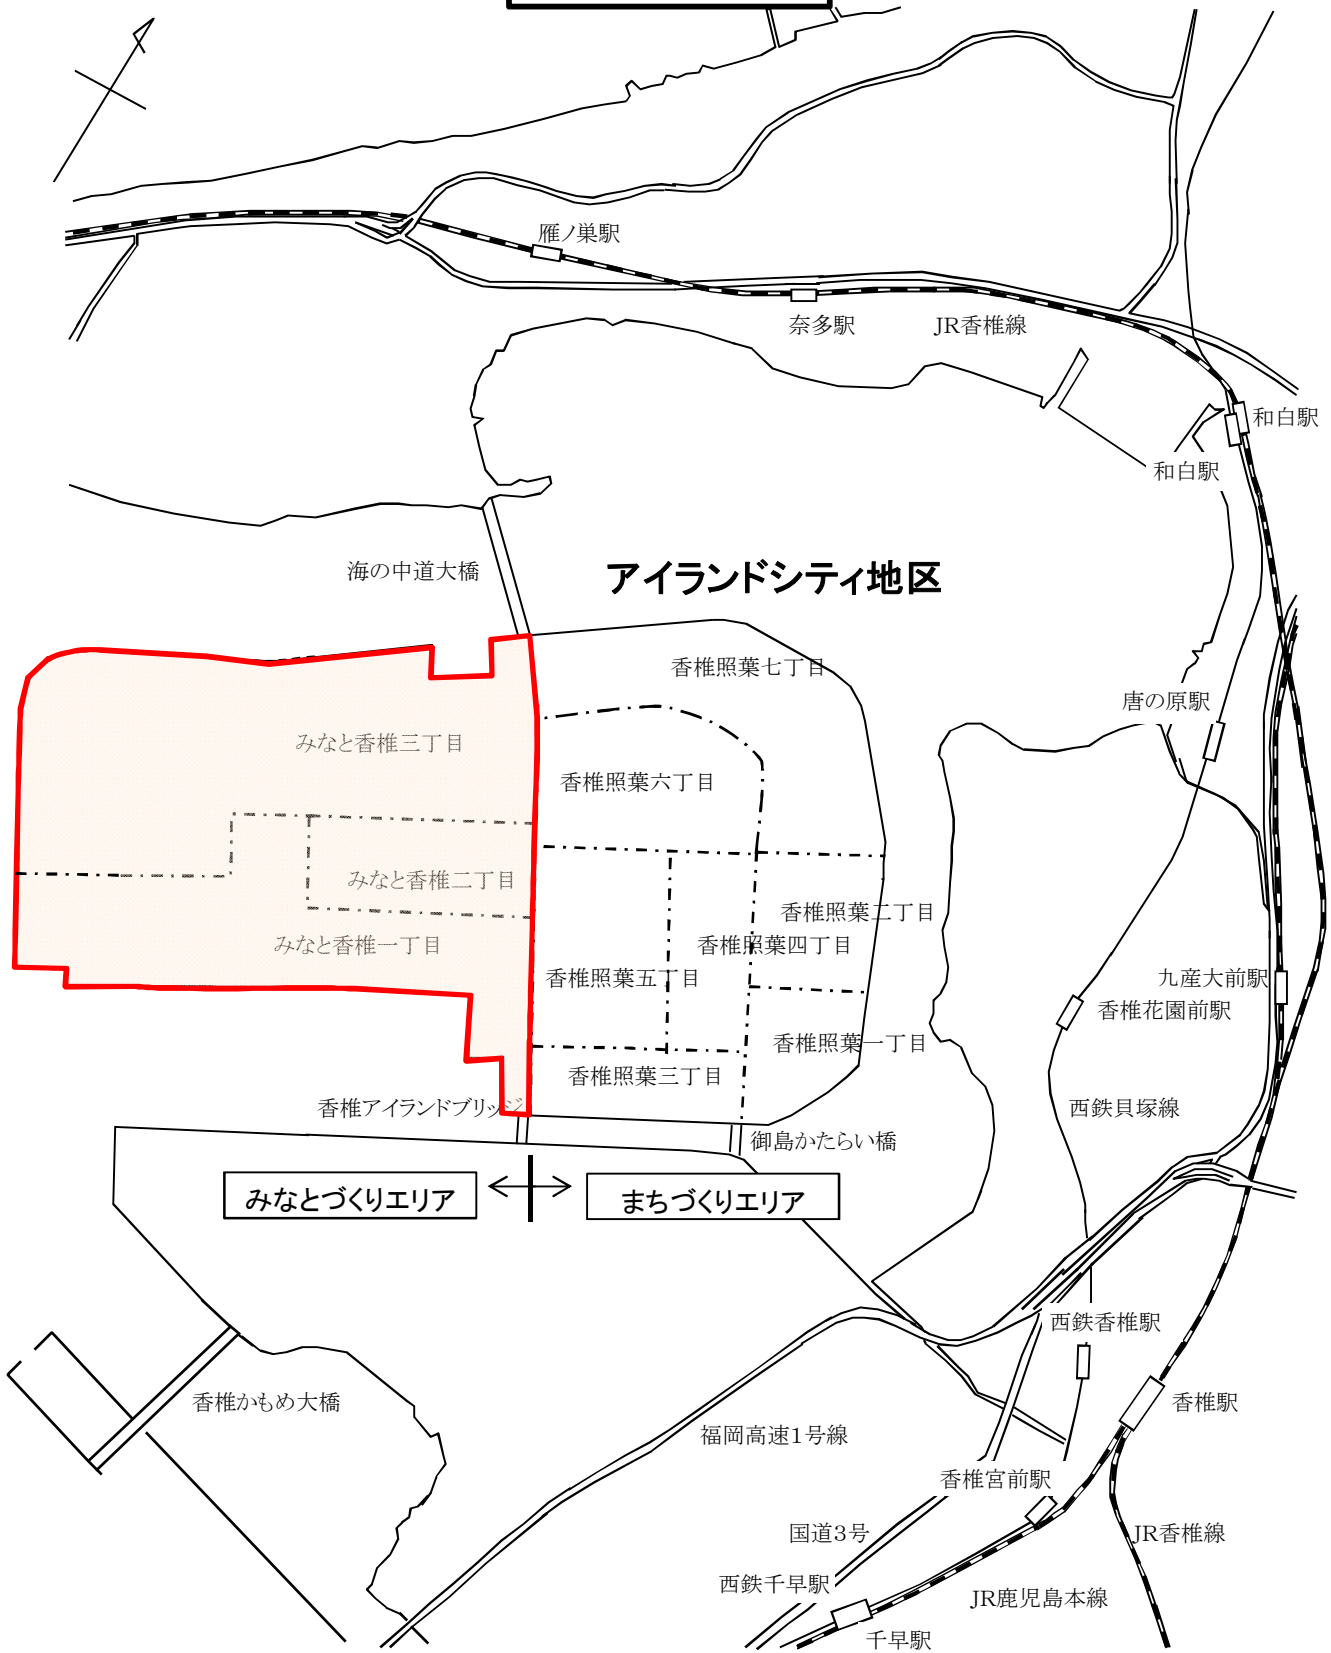 雁ノ巣駅
奈多駅
JR香椎線
和白駅
和白駅
海の中道大橋
アイランドシティ地区
香椎照葉七丁目
唐の原駅
みなと香椎三丁目
香椎照葉六丁目
みなと香椎二丁目
香椎照葉二丁目
みなと香椎一丁目
香椎照葉四丁目
香椎照葉五丁目
九産大前駅
香椎花園前駅
香椎照葉一丁目
香椎照葉三丁目
香椎アイランドブリッジ
西鉄貝塚線
御島かたらい橋
みなとづくりエリア
まちづくりエリア
西鉄香椎駅
香椎かもめ大橋
香椎駅
福岡高速1号線
香椎宮前駅
国道3号
JR香椎線
西鉄千早駅
JR鹿児島本線
千早駅